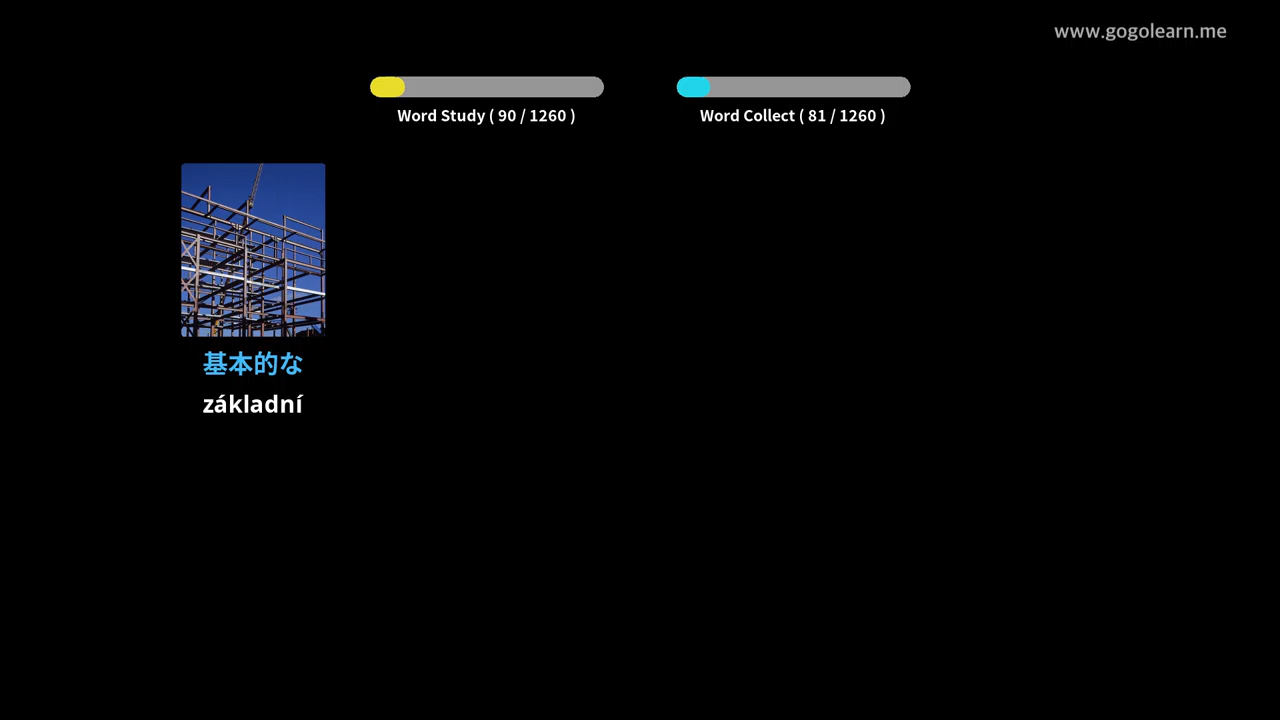 www.gogolearn.me
Word Study ( 90 / 1260 )
Word Collect ( 81 / 1260 )
基本的な
základní